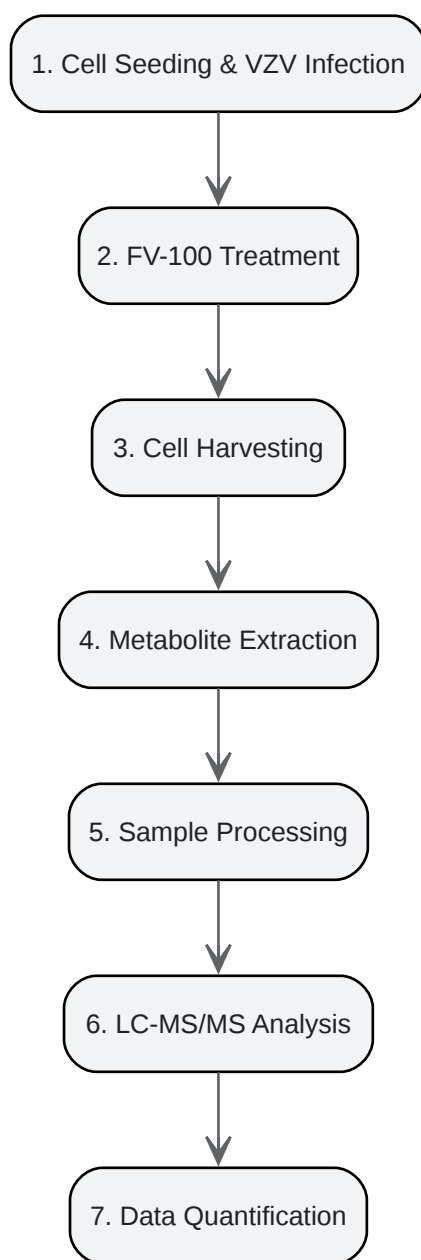 1. Cell Seeding & VZV Infection
2. FV-100 Treatment
3. Cell Harvesting
4. Metabolite Extraction
5. Sample Processing
6. LC-MS/MS Analysis
7. Data Quantification